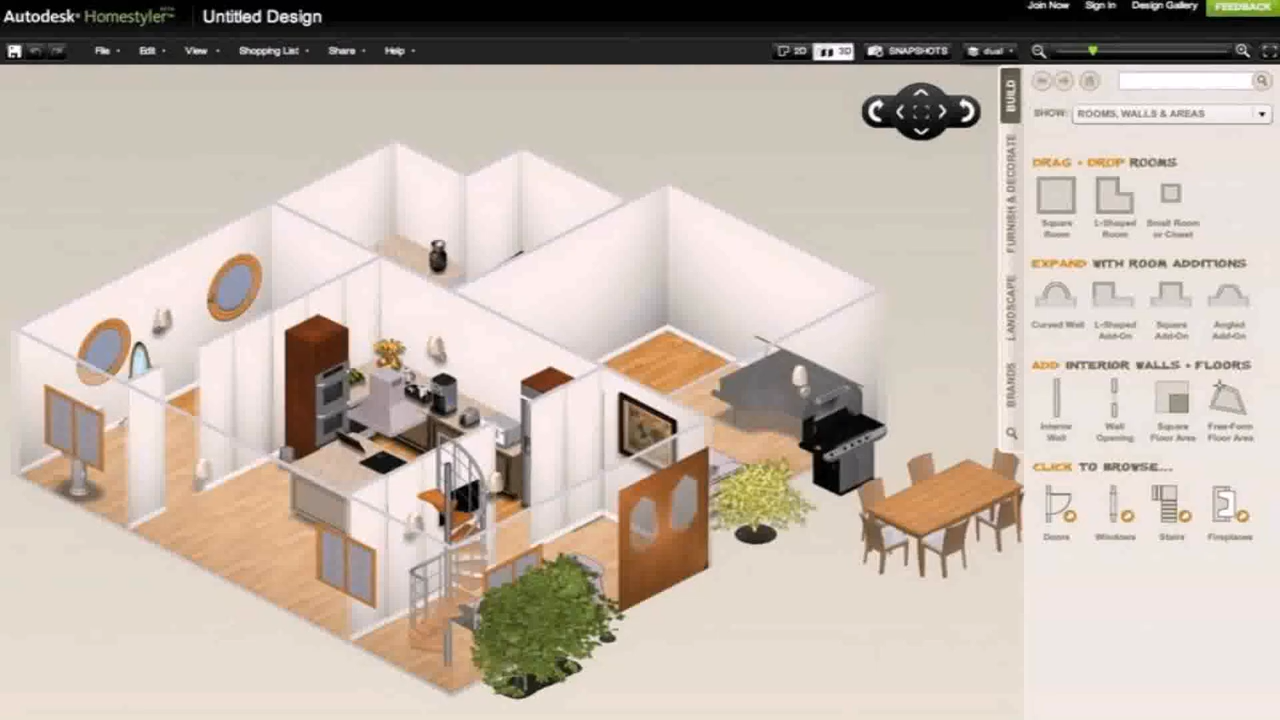 Autodesk® Homestyler™ BETA Untitled Design
Join Now Sign In Design Gallery FEEDBACK
File Edit View Shopping List Share Help
2D 3D SNAPSHOTS dual
BUILD
FURNISH & DECORATE
LANDSCAPE
BRANDS
SHOW: ROOMS, WALLS & AREAS
DRAG + DROP ROOMS
Square Room
L-Shaped Room
Small Room or Closet
EXPAND WITH ROOM ADDITIONS
Curved Wall
L-Shaped Add-On
Square Add-On
Angled Add-On
ADD INTERIOR WALLS + FLOORS
Interior Wall
Wall Opening
Square Floor Area
Free-Form Floor Area
CLICK TO BROWSE...
Doors Windows Stairs Fireplaces